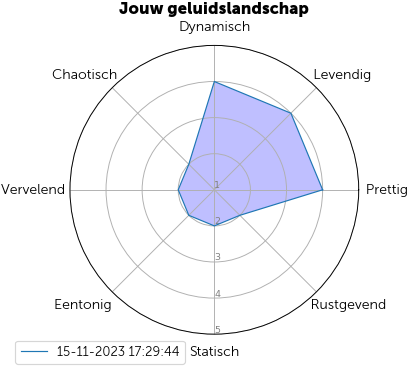 Jouw geluidslandschap
Dynamisch
Chaotisch
Levendig
Vervelend
1
Prettig
2
3
Eentonig
4
Rustgevend
5
15-11-2023 17:29:44
Statisch